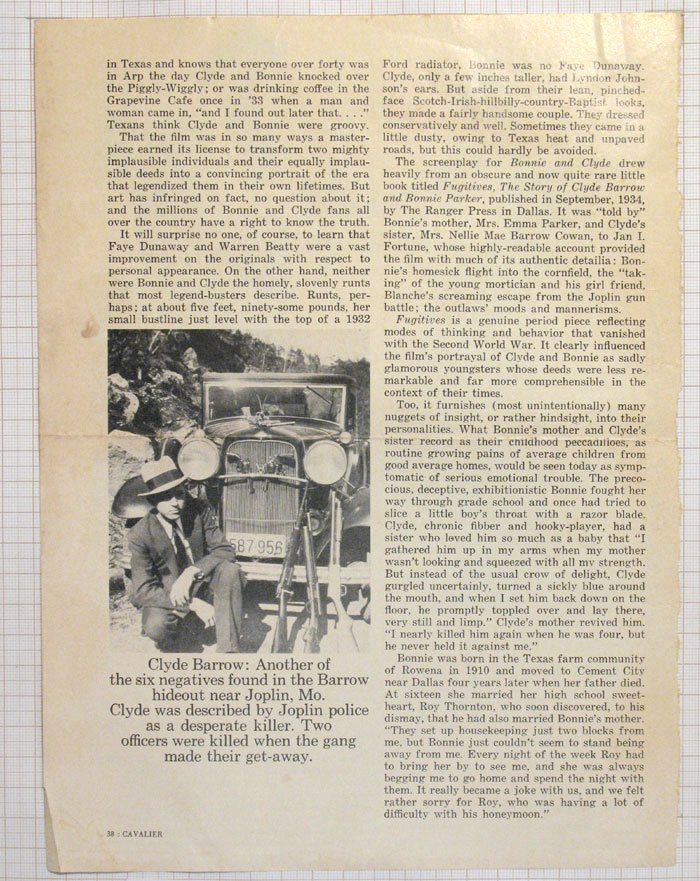 in Texas and knows that everyone over forty was
in Arp the day Clyde and Bonnie knocked over
the Piggly-Wiggly; or was drinking coffee in the
Grapevine Cafe once in '33 when a man and
woman came in, "and I found out later that. . . ."
Texans think Clyde and Bonnie were groovy.
That the film was in so many ways a master-
piece earned its license to transform two mighty
implausible individuals and their equally implau-
sible deeds into a convincing portrait of the era
that legendized them in their own lifetimes. But
art has infringed on fact, no question about it;
and the millions of Bonnie and Clyde fans all
over the country have a right to know the truth.
It will surprise no one, of course, to learn that
Faye Dunaway and Warren Beatty were a vast
improvement on the originals with respect to
personal appearance. On the other hand, neither
were Bonnie and Clyde the homely, slovenly runts
that most legend-busters describe. Runts, per-
haps; at about five feet, ninety-some pounds, her
small bustline just level with the top of a 1932
587-956
Clyde Barrow: Another of
the six negatives found in the Barrow
hideout near Joplin, Mo.
Clyde was described by Joplin police
as a desperate killer. Two
officers were killed when the gang
made their get-away.
38 : CAVALIER
Ford radiator, Bonnie was no Faye Dunaway.
Clyde, only a few inches taller, had Lyndon John-
son's ears. But aside from their lean, pinched-
face Scotch-Irish-hillbilly-country-Baptist looks,
they made a fairly handsome couple. They dressed
conservatively and well. Sometimes they came in a
little dusty, owing to Texas heat and unpaved
roads, but this could hardly be avoided.
The screenplay for Bonnie and Clyde drew
heavily from an obscure and now quite rare little
book titled Fugitives, The Story of Clyde Barrow
and Bonnie Parker, published in September, 1934,
by The Ranger Press in Dallas. It was "told by"
Bonnie's mother, Mrs. Emma Parker, and Clyde's
sister, Mrs. Nellie Mae Barrow Cowan, to Jan I.
Fortune, whose highly-readable account provided
the film with much of its authentic detailia: Bon-
nie's homesick flight into the cornfield, the "tak-
ing" of the young mortician and his girl friend,
Blanche's screaming escape from the Joplin gun
battle; the outlaws' moods and mannerisms.
Fugitives is a genuine period piece reflecting
modes of thinking and behavior that vanished
with the Second World War. It clearly influenced
the film's portrayal of Clyde and Bonnie as sadly
glamorous youngsters whose deeds were less re-
markable and far more comprehensible in the
context of their times.
Too, it furnishes (most unintentionally) many
nuggets of insight, or rather hindsight, into their
personalities. What Bonnie's mother and Clyde's
sister record as their childhood peccadilloes, as
routine growing pains of average children from
good average homes, would be seen today as symp-
tomatic of serious emotional trouble. The preco-
cious, deceptive, exhibitionistic Bonnie fought her
way through grade school and once had tried to
slice a little boy's throat with a razor blade.
Clyde, chronic fibber and hooky-player, had a
sister who loved him so much as a baby that "I
gathered him up in my arms when my mother
wasn't looking and squeezed with all my strength.
But instead of the usual crow of delight, Clyde
gurgled uncertainly, turned a sickly blue around
the mouth, and when I set him back down on the
floor, he promptly toppled over and lay there,
very still and limp." Clyde's mother revived him.
"I nearly killed him again when he was four, but
he never held it against me."
Bonnie was born in the Texas farm community
of Rowena in 1910 and moved to Cement City
near Dallas four years later when her father died.
At sixteen she married her high school sweet-
heart, Roy Thornton, who soon discovered, to his
dismay, that he had also married Bonnie's mother.
"They set up housekeeping just two blocks from
me, but Bonnie just couldn't seem to stand being
away from me. Every night of the week Roy had
to bring her by to see me, and she was always
begging me to go home and spend the night with
them. It really became a joke with us, and we felt
rather sorry for Roy, who was having a lot of
difficulty with his honeymoon."